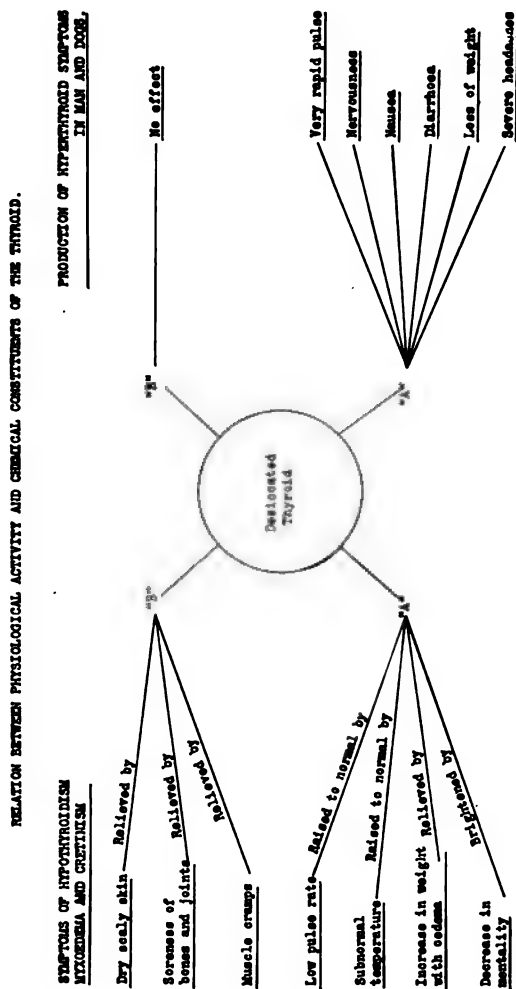 RELATION BETWEEN PHYSIOLOGICAL ACTIVITY AND CHEMICAL CONSTITUENTS OF THE THYROID.
SYMPTOMS OF HYPOTHYROIDISM
MYXOEDEMA AND CRETINISM
PRODUCTION OF HYPERTHYROID SYMPTOMS
IN MAN AND DOGS.
Dry scaly skin
Relieved by
Soreness of
bones and joints
Relieved by
Muscle cramps
Relieved by
"B"
"B"
No effect
Desiccated
Thyroid
Low pulse rate
Raised to normal by
Subnormal
temperature
Raised to normal by
Increase in weight
with oedema
Relieved by
Decrease in
mentality
Brightened by
"A"
"A"
Very rapid pulse
Nervousness
Nausea
Diarrhoea
Loss of weight
Severe headaches